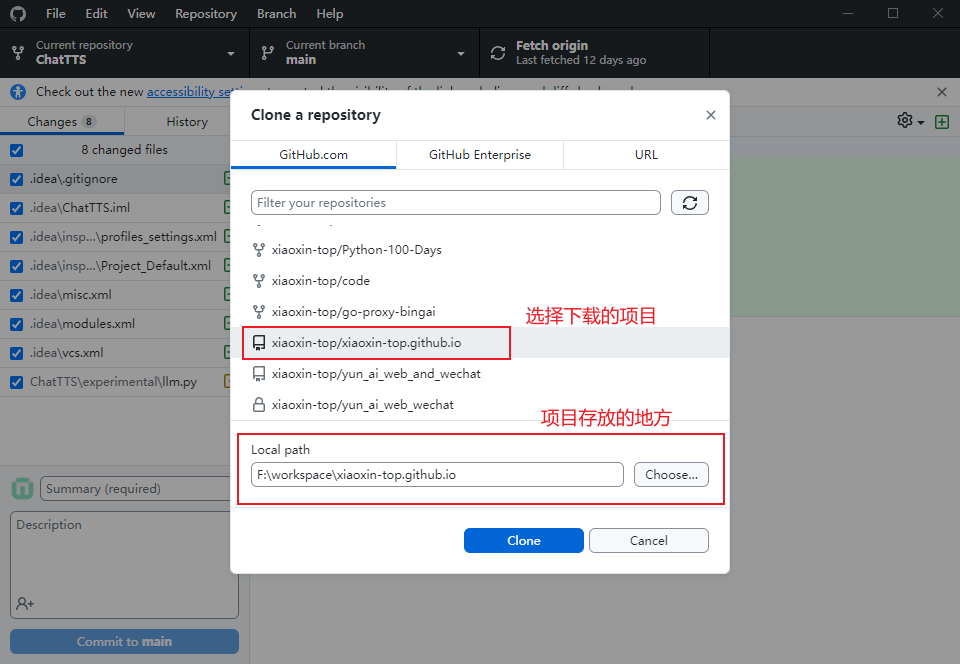 File Edit View Repository Branch Help
Current repository
ChatTTS
Current branch
main
Fetch origin
Last fetched 12 days ago
Check out the new accessibility
Changes 8
History
8 changed files
.idea\.gitignore
.idea\ChatTTS.iml
.idea\insp...\profiles_settings.xml
.idea\insp...\Project_Default.xml
.idea\misc.xml
.idea\modules.xml
.idea\vcs.xml
ChatTTS\experimental\llm.py
Summary (required)
Description
Commit to main
Clone a repository
GitHub.com
GitHub Enterprise
URL
Filter your repositories
xiaoxin-top/Python-100-Days
xiaoxin-top/code
xiaoxin-top/go-proxy-bingai
选择下载的项目
xiaoxin-top/xiaoxin-top.github.io
xiaoxin-top/yun_ai_web_and_wechat
xiaoxin-top/yun_ai_web_wechat
项目存放的地方
Local path
F:\workspace\xiaoxin-top.github.io
Choose...
Clone
Cancel